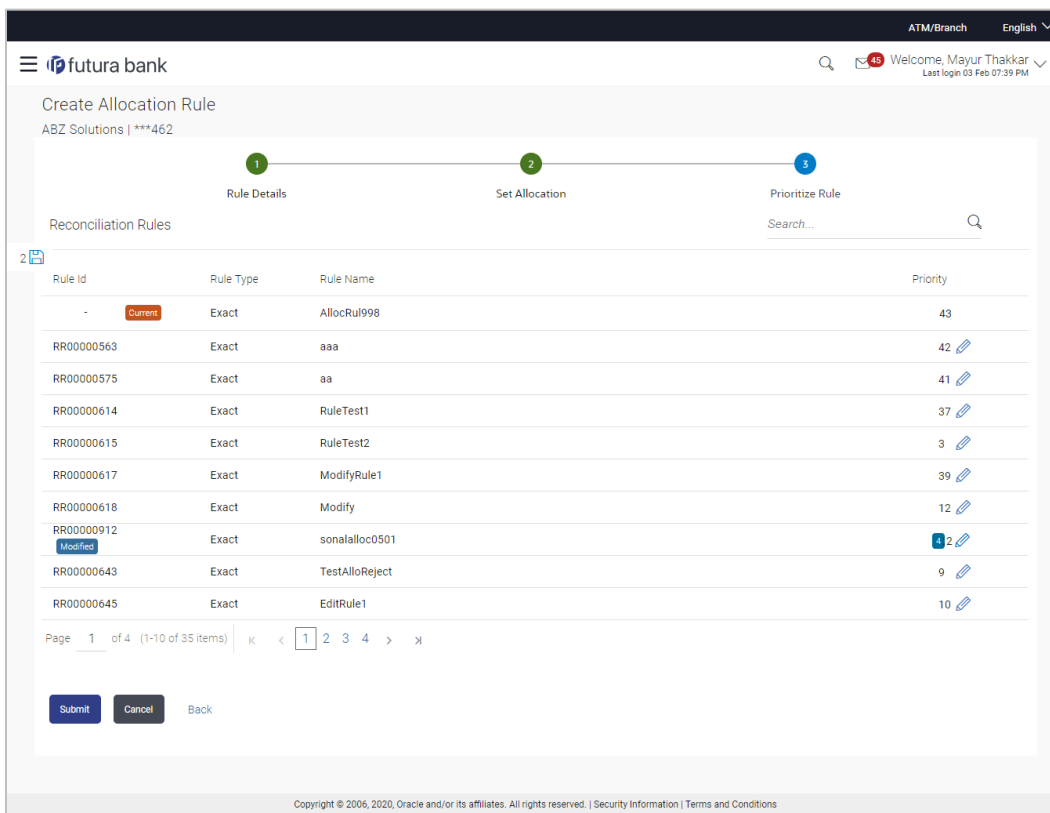 ATM/Branch English
futura bank
45 Welcome, Mayur Thakkar
Last login 03 Feb 07:39 PM
Create Allocation Rule
ABZ Solutions | ***462
1 2 3
Rule Details Set Allocation Prioritize Rule
Reconciliation Rules Search...
2
Rule Id Rule Type Rule Name Priority
- Current Exact AllocRul998 43
RR00000563 Exact aaa 42
RR00000575 Exact aa 41
RR00000614 Exact RuleTest1 37
RR00000615 Exact RuleTest2 3
RR00000617 Exact ModifyRule1 39
RR00000618 Exact Modify 12
RR00000912
Modified Exact sonalalloc0501 4 2
RR00000643 Exact TestAlloReject 9
RR00000645 Exact EditRule1 10
Page 1 of 4 (1-10 of 35 items) 1 2 3 4
Submit Cancel Back
Copyright © 2006, 2020, Oracle and/or its affiliates. All rights reserved. | Security Information | Terms and Conditions